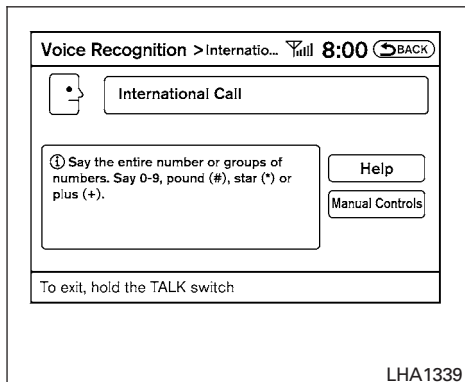 Voice Recognition > Internatio... 8:00 BACK
International Call
ⓘ Say the entire number or groups of
numbers. Say 0-9, pound (#), star (*) or
plus (+).
Help
Manual Controls
To exit, hold the TALK switch
LHA1339